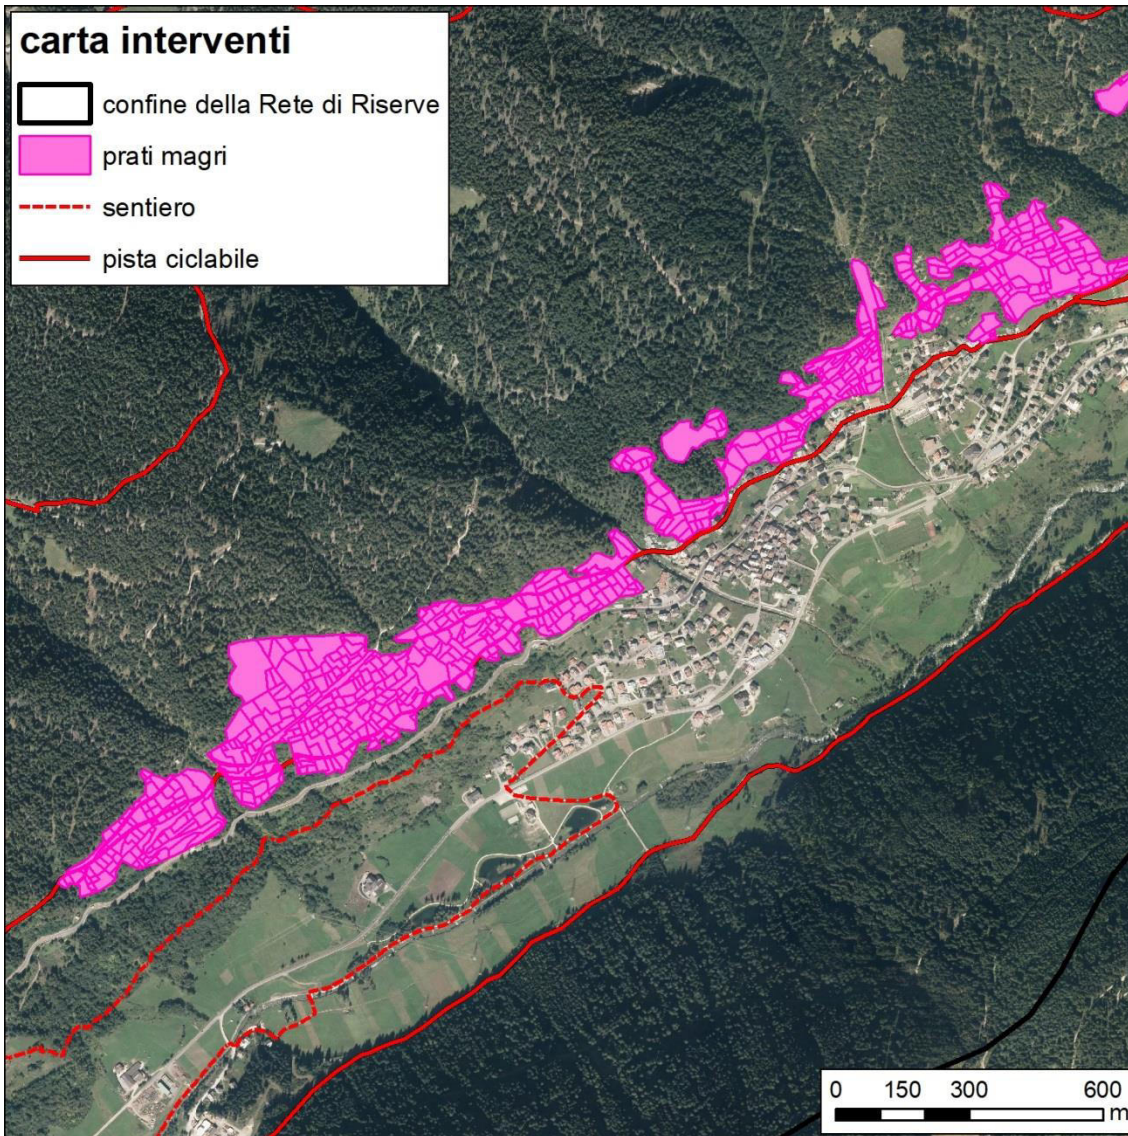 carta interventi
confine della Rete di Riserve
prati magri
sentiero
pista ciclabile
0 150 300 600
m